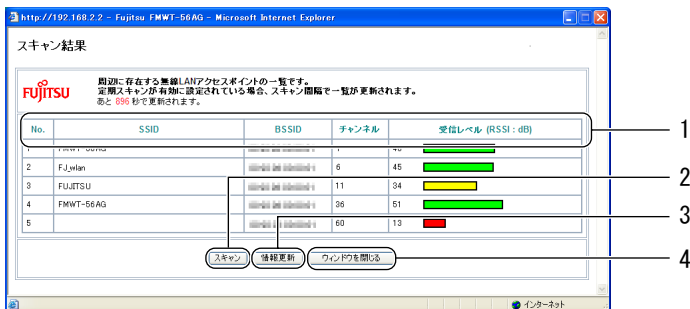 http://192.168.2.2 - Fujitsu FMWT-56AG - Microsoft Internet Explorer
スキャン結果
FUJITSU
周辺に存在する無線LANアクセスポイントの一覧です。
定期スキャンが有効に設定されている場合、スキャン間隔で一覧が更新されます。
あと 896 秒で更新されます。
No. SSID BSSID チャンネル 受信レベル (RSSI : dB)
1
2 FJ_wlan 6 45
3 FUJITSU 11 34
4 FMWT-56AG 36 51
5 60 13
2
3
スキャン 情報更新 ウィンドウを閉じる
4
インターネット